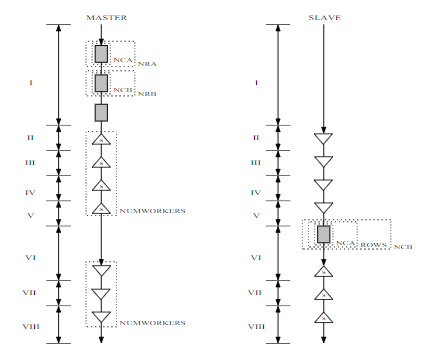 MASTER
SLAVE
NCA
NRA
I
I
NCB
NRB
II
II
III
III
IV
IV
V
NUMWORKERS
V
NCA
ROWS
NCB
VI
VI
VII
VII
VIII
NUMWORKERS
VIII